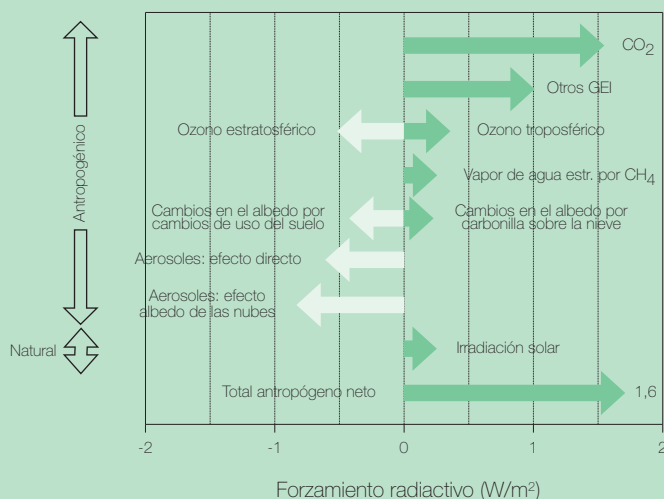 CO2
Otros GEI
Ozono estratosférico
Ozono troposférico
Vapor de agua estr. por CH4
Cambios en el albedo por
cambios de uso del suelo
Cambios en el albedo por
carbonilla sobre la nieve
Aerosoles: efecto directo
Aerosoles: efecto
albedo de las nubes
Irradiación solar
Total antropógeno neto
1,6
Antropogénico
Natural
-2 -1 0 1 2
Forzamiento radiactivo (W/m²)